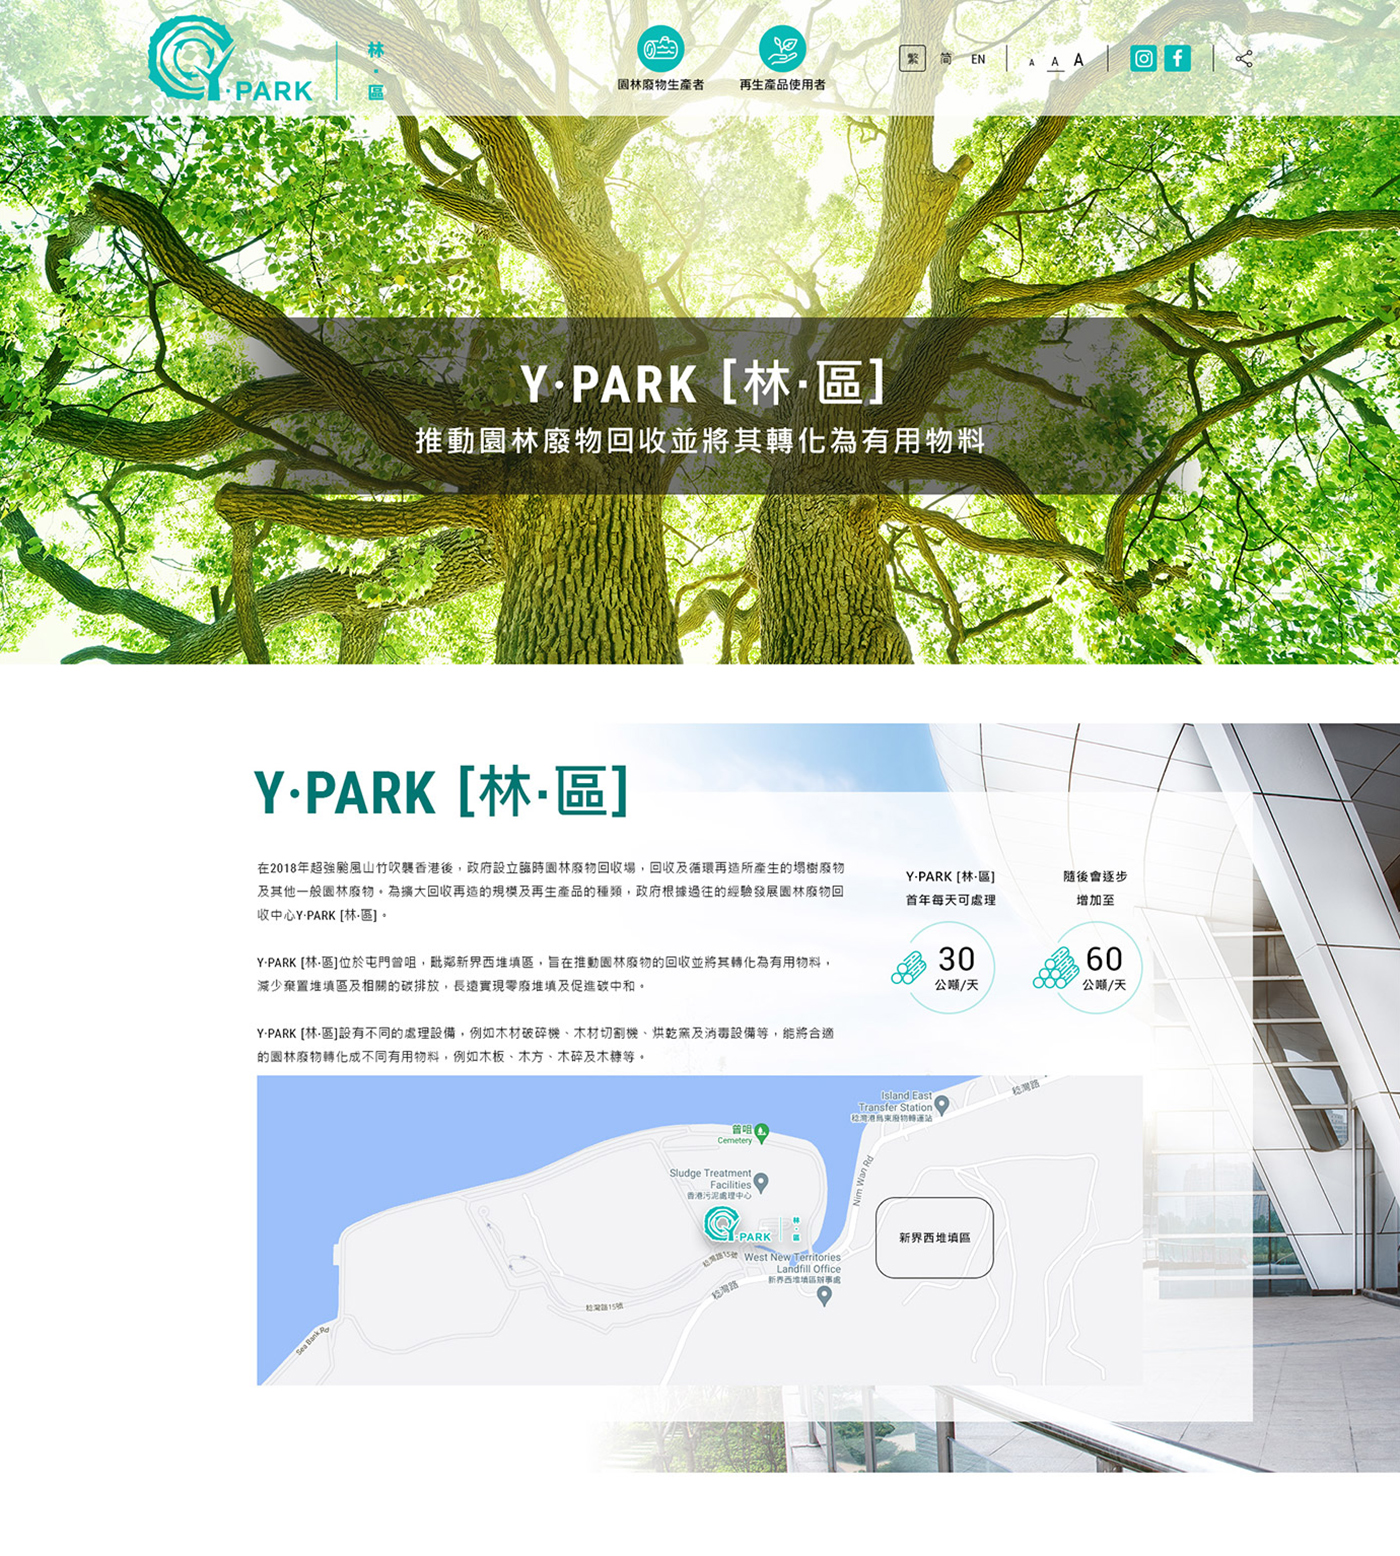 Y·PARK
林·區
園林廢物生產者
再生產品使用者
繁 简 EN
A A A
Y·PARK [林·區]
推動園林廢物回收並將其轉化為有用物料
Y·PARK [林·區]
在2018年超強颱風山竹吹襲香港後，政府設立臨時園林廢物回收場，回收及循環再造所產生的塌樹廢物
及其他一般園林廢物。為擴大回收再造的規模及再生產品的種類，政府根據過往的經驗發展園林廢物回
收中心Y·PARK [林·區]。
Y·PARK [林·區]位於屯門曾咀，毗鄰新界西堆填區，旨在推動園林廢物的回收並將其轉化為有用物料，
減少棄置堆填區及相關的碳排放，長遠實現零廢堆填及促進碳中和。
Y·PARK [林·區]設有不同的處理設備，例如木材破碎機、木材切割機、烘乾窯及消毒設備等，能將合適
的園林廢物轉化成不同有用物料，例如木板、木方、木碎及木糠等。
Y·PARK [林·區]
首年每天可處理
30
公噸/天
隨後會逐步
增加至
60
公噸/天
Island East
Transfer Station
稔灣港島東廢物轉運站
稔灣路
曾咀
Cemetery
Sludge Treatment
Facilities
香港污泥處理中心
Nim Wan Rd
Y·PARK
林·區
新界西堆填區
West New Territories
Landfill Office
新界西堆填區辦事處
稔灣路15號
稔灣路
稔灣路15號
Sea Bank Rd